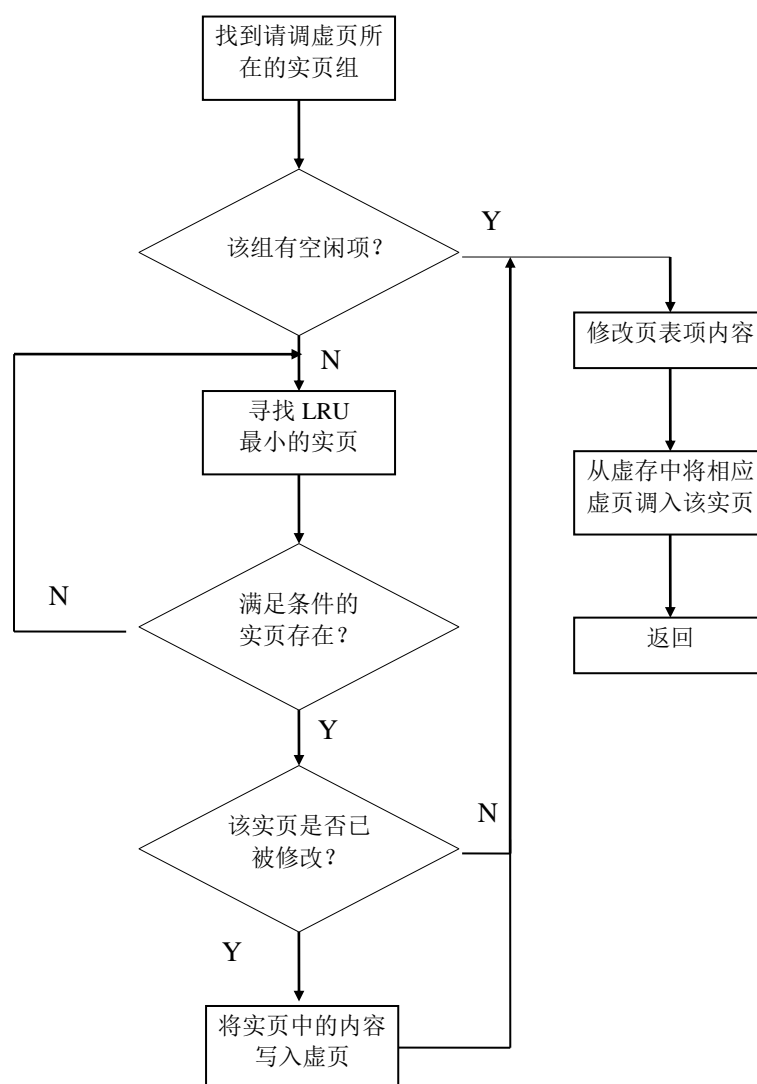 找到请调虚页所
在的实页组
该组有空闲项？
Y
N
修改页表项内容
寻找 LRU
最小的实页
从虚存中将相应
虚页调入该实页
满足条件的
实页存在？
N
返回
Y
该实页是否已
被修改？
N
Y
将实页中的内容
写入虚页